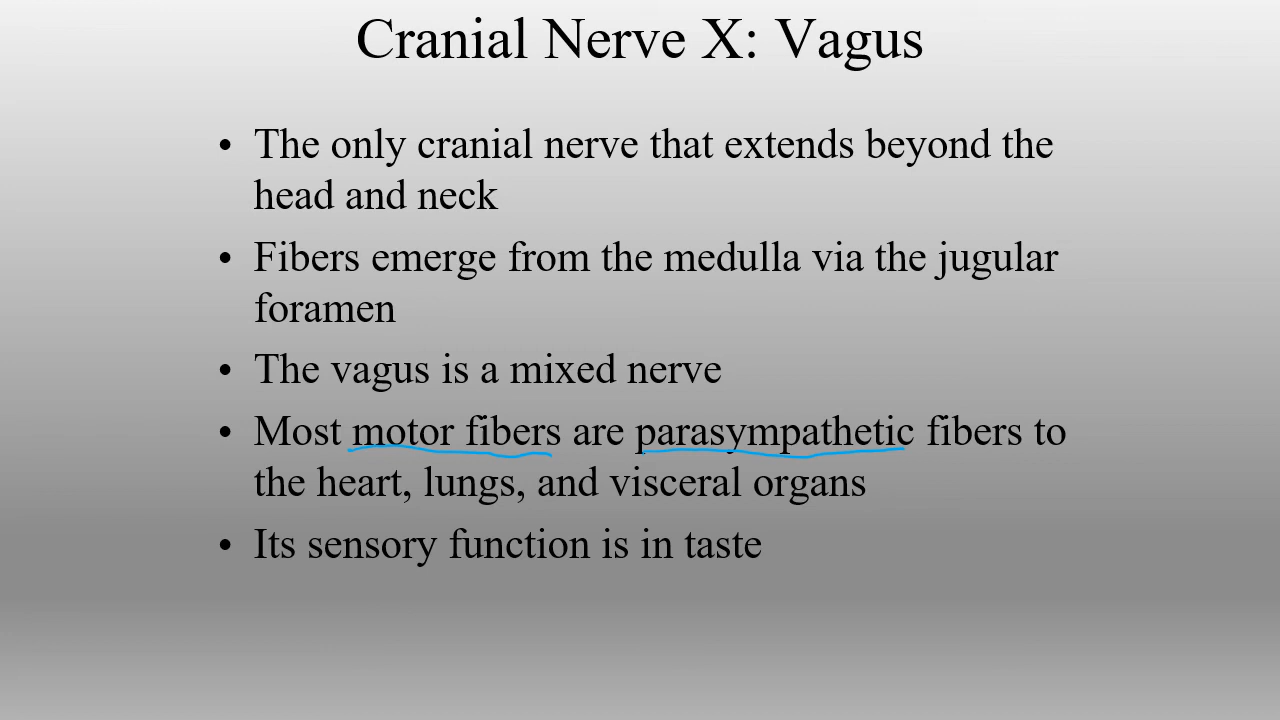 Cranial Nerve X: Vagus
• The only cranial nerve that extends beyond the
head and neck
• Fibers emerge from the medulla via the jugular
foramen
• The vagus is a mixed nerve
• Most motor fibers are parasympathetic fibers to
the heart, lungs, and visceral organs
• Its sensory function is in taste